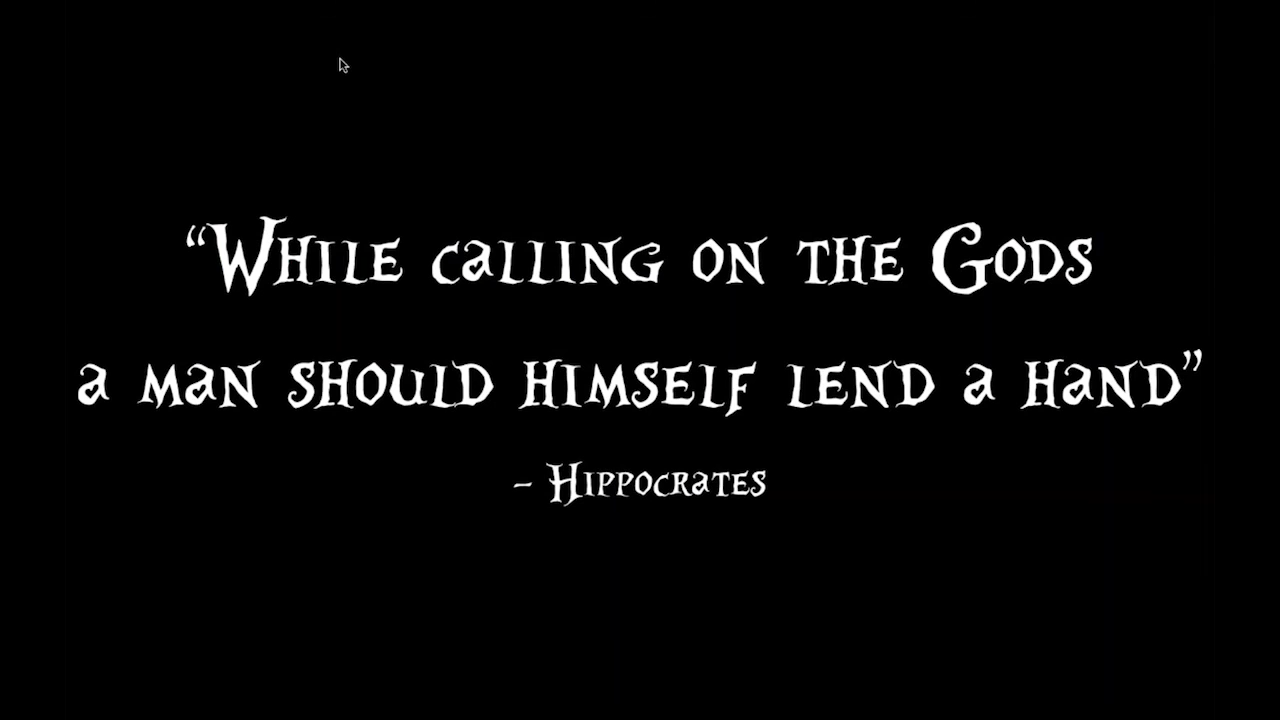 “While calling on the Gods
a man should himself lend a hand”
– Hippocrates